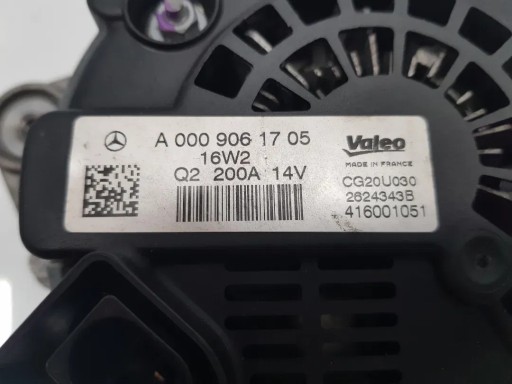 A 000 906 17 05
16W2
Q2 200A 14V
Valeo
MADE IN FRANCE
CG20U030
2624343B
416001051